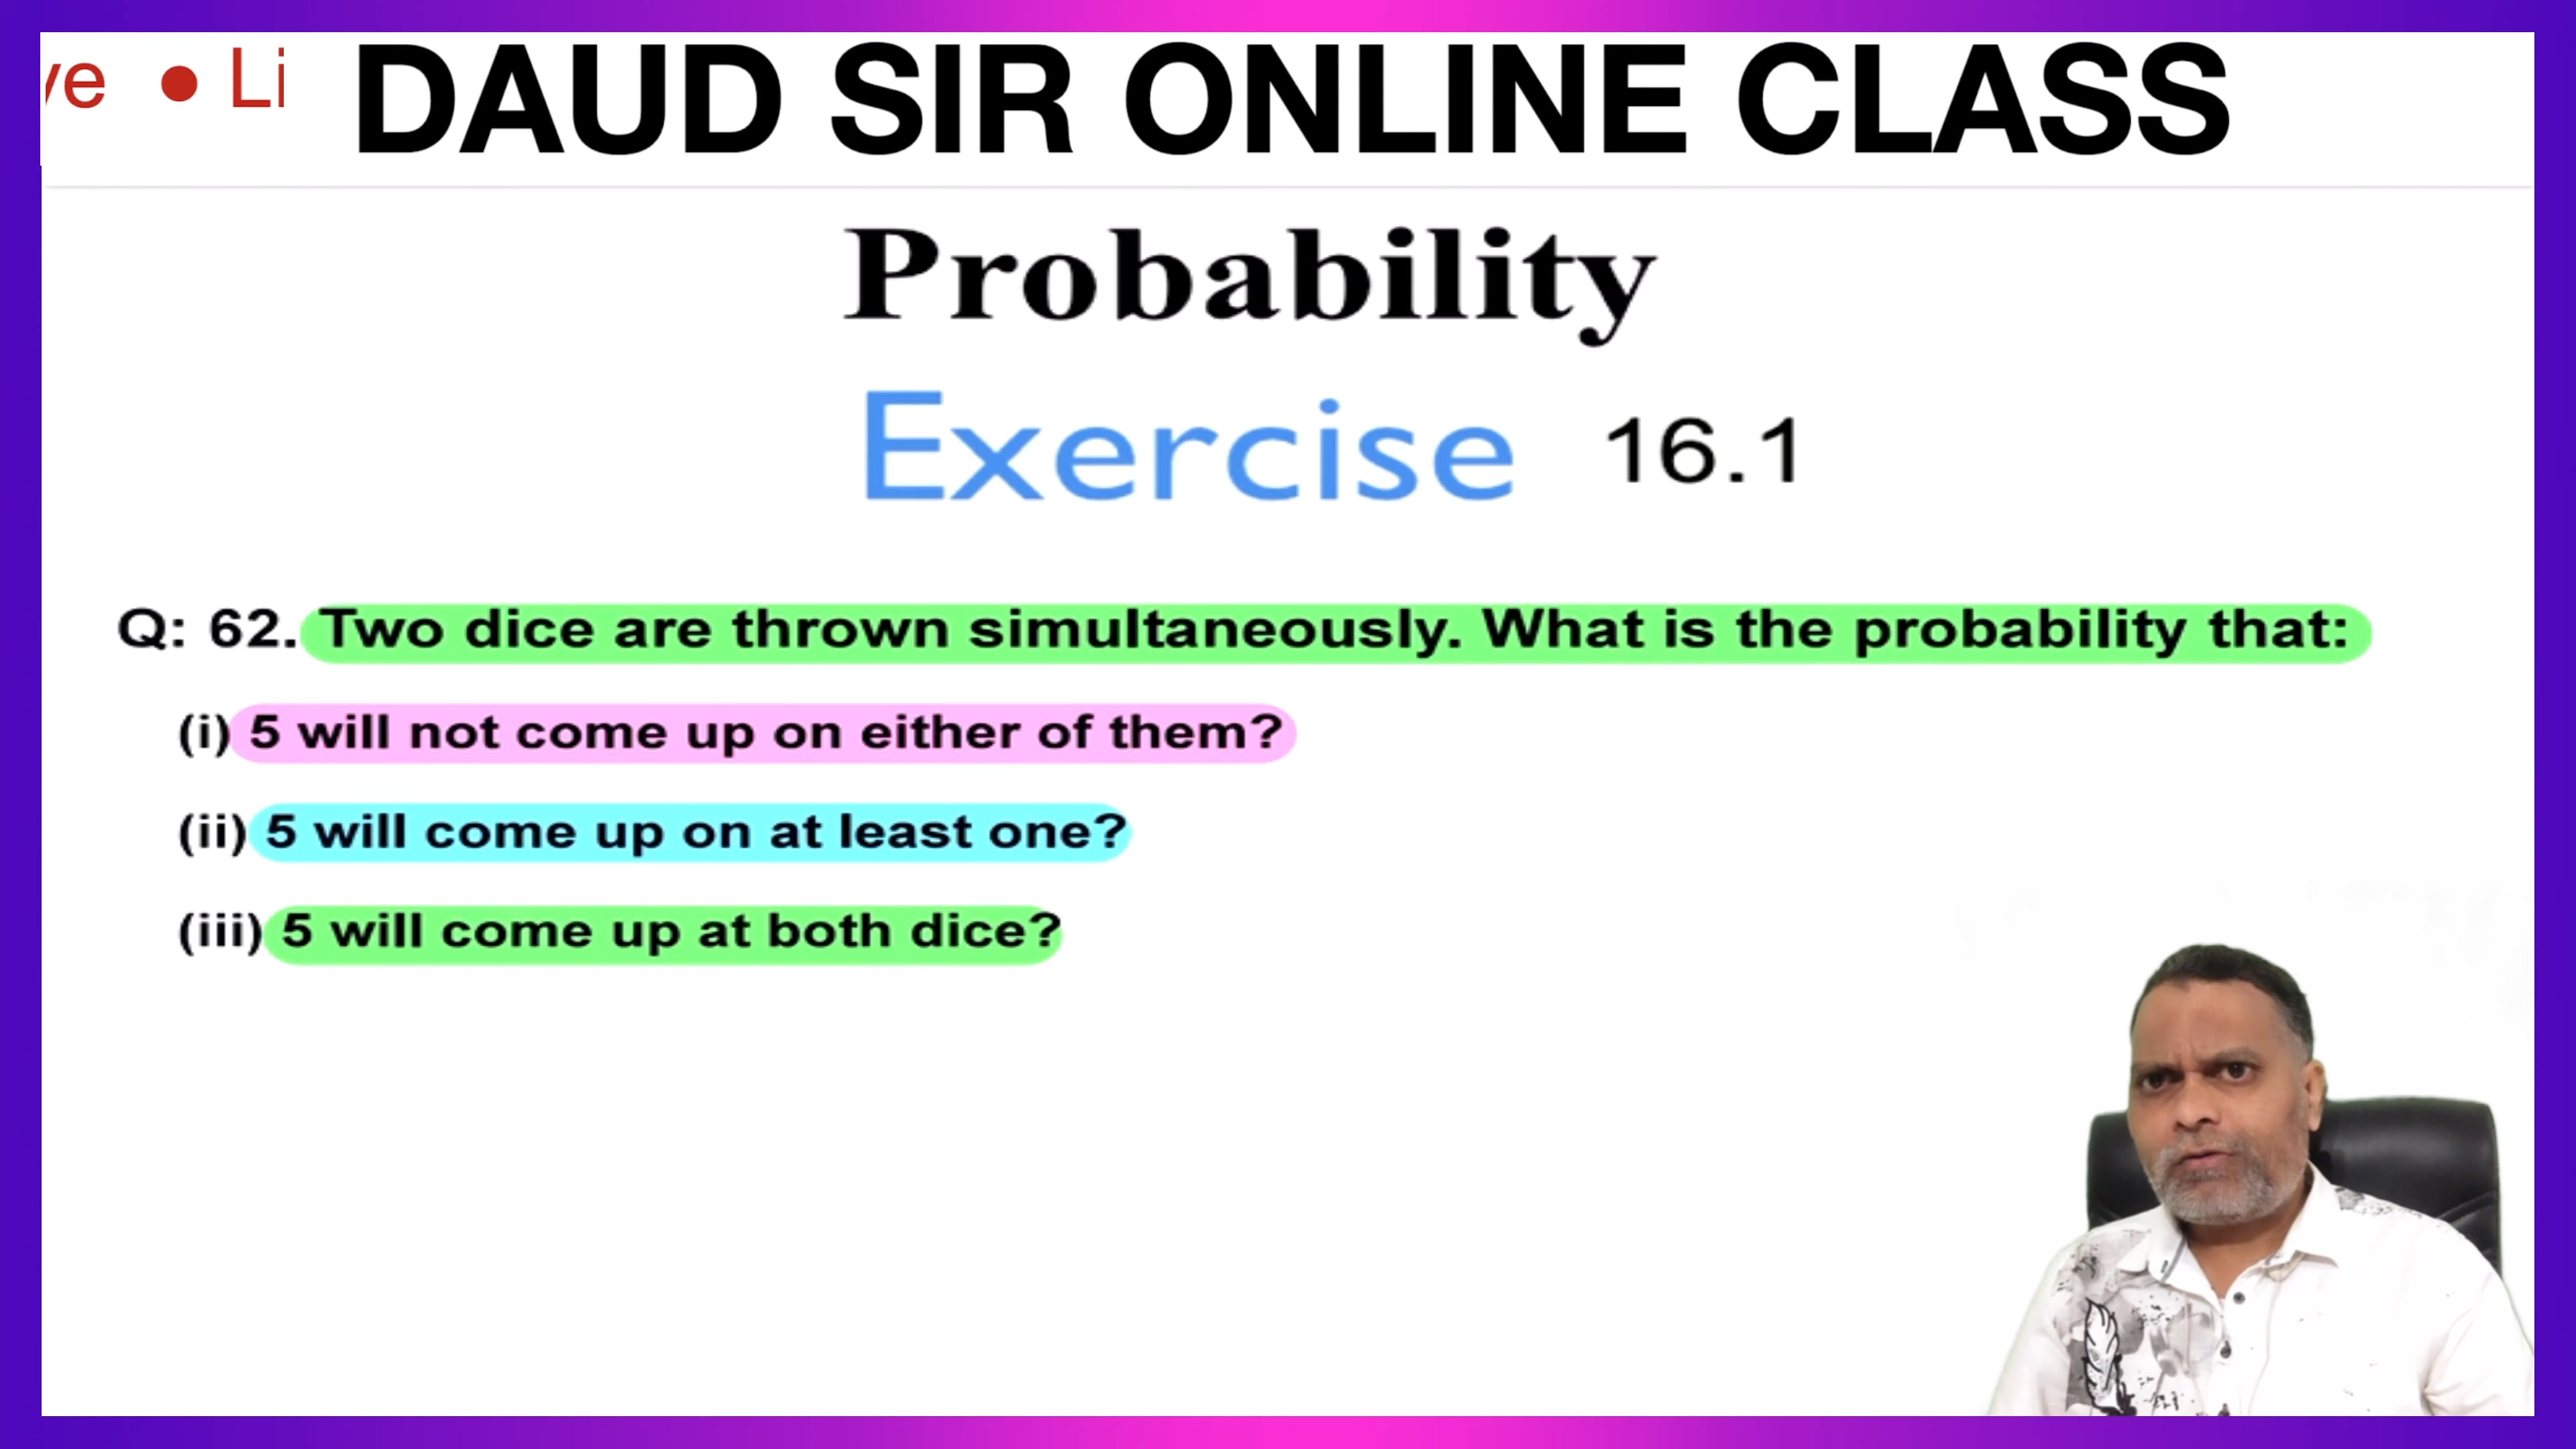 ve • Li DAUD SIR ONLINE CLASS
Probability
Exercise 16.1
Q: 62. Two dice are thrown simultaneously. What is the probability that:
(i) 5 will not come up on either of them?
(ii) 5 will come up on at least one?
(iii) 5 will come up at both dice?